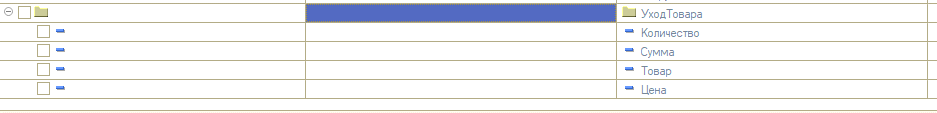 УходТовара
Количество
Сумма
Товар
Цена